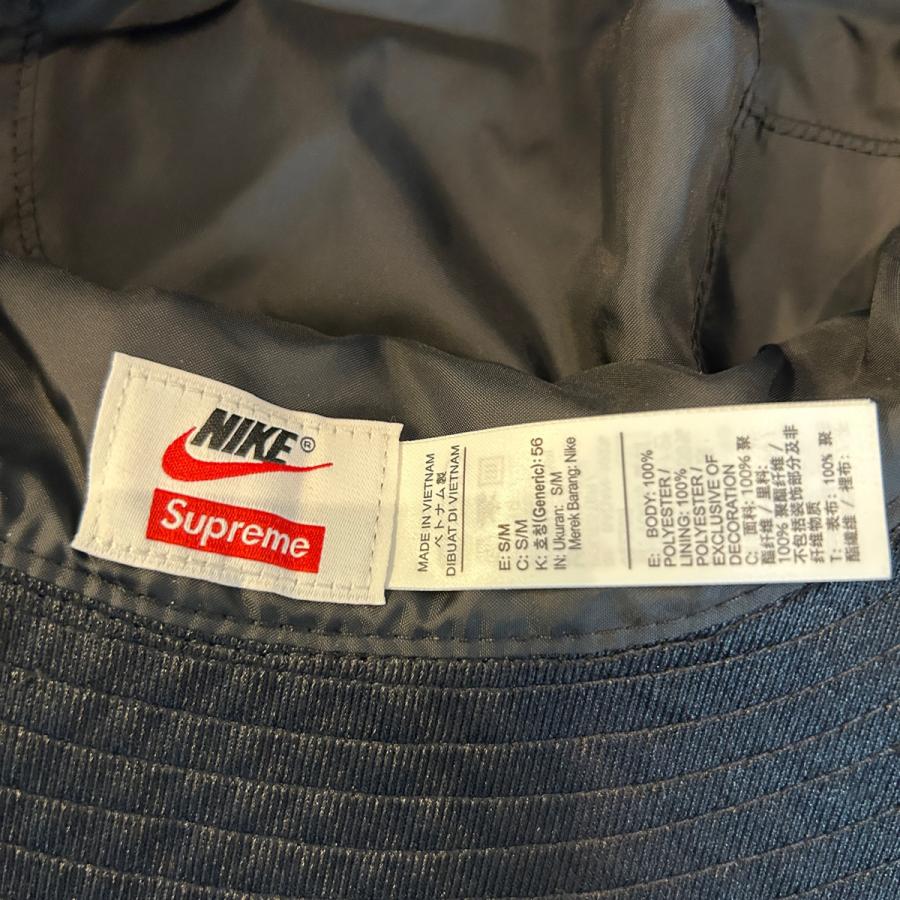 NIKE®
Supreme
MADE IN VIETNAM
ベトナム製
DIBUAT DI VIETNAM
E: S/M
C: S/M
K: 호칭(Generic): 56
IN: Ukuran: S/M
Merek Barang: Nike
E: BODY: 100%
POLYESTER /
LINING: 100%
POLYESTER /
EXCLUSIVE OF
DECORATION
C: 面料: 100% 聚
酯纤维 / 里料:
100% 聚酯纤维 /
不包括装饰部分及非
纤维物质
T: 表布: 100% 聚
酯纖維 / 裡布: